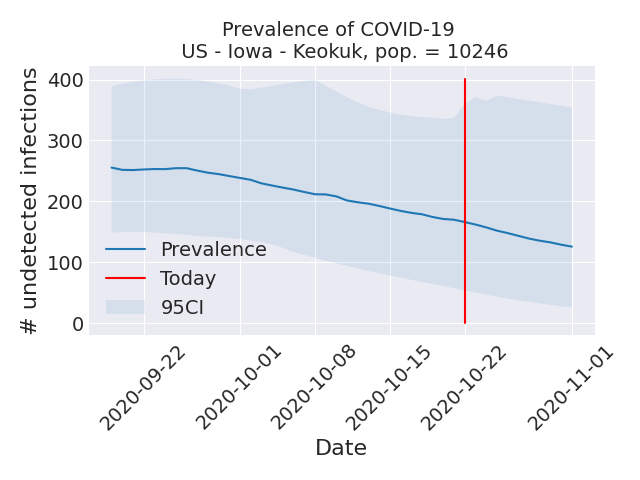 Prevalence of COVID-19
US - Iowa - Keokuk, pop. = 10246
# undetected infections
400
300
200
100
0
Prevalence
Today
95CI
2020-09-22
2020-10-01
2020-10-08
2020-10-15
2020-10-22
2020-11-01
Date